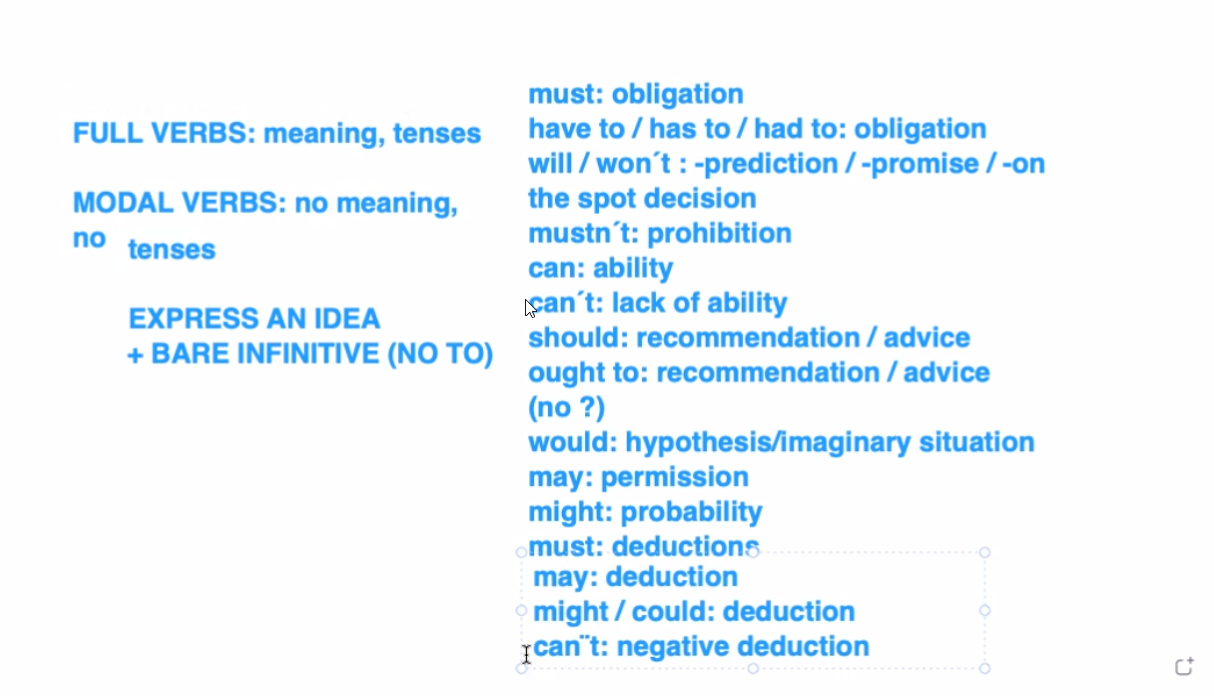 FULL VERBS: meaning, tenses
MODAL VERBS: no meaning,
no tenses
EXPRESS AN IDEA
+ BARE INFINITIVE (NO TO)
must: obligation
have to / has to / had to: obligation
will / won´t : -prediction / -promise / -on
the spot decision
mustn´t: prohibition
can: ability
can´t: lack of ability
should: recommendation / advice
ought to: recommendation / advice
(no ?)
would: hypothesis/imaginary situation
may: permission
might: probability
must: deductions
may: deduction
might / could: deduction
can¨t: negative deduction